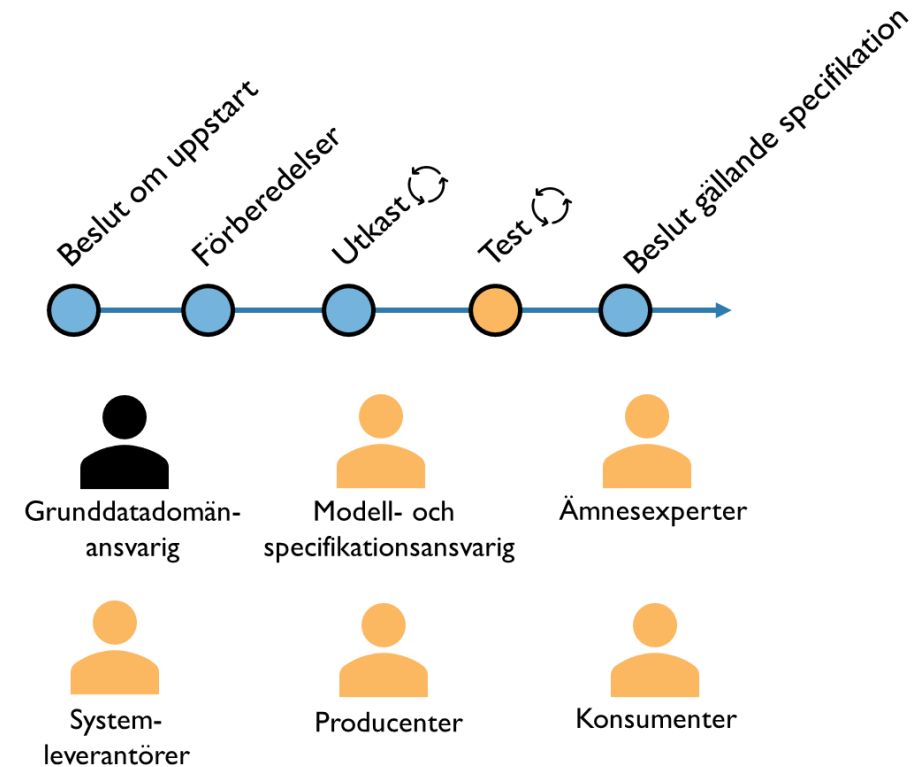 Beslut om uppstart
Förberedelser
Utkast
Test
Beslut gällande specifikation
Grunddatadomän-
ansvarig
Modell- och
specifikationsansvarig
Ämnesexperter
System-
leverantörer
Producenter
Konsumenter